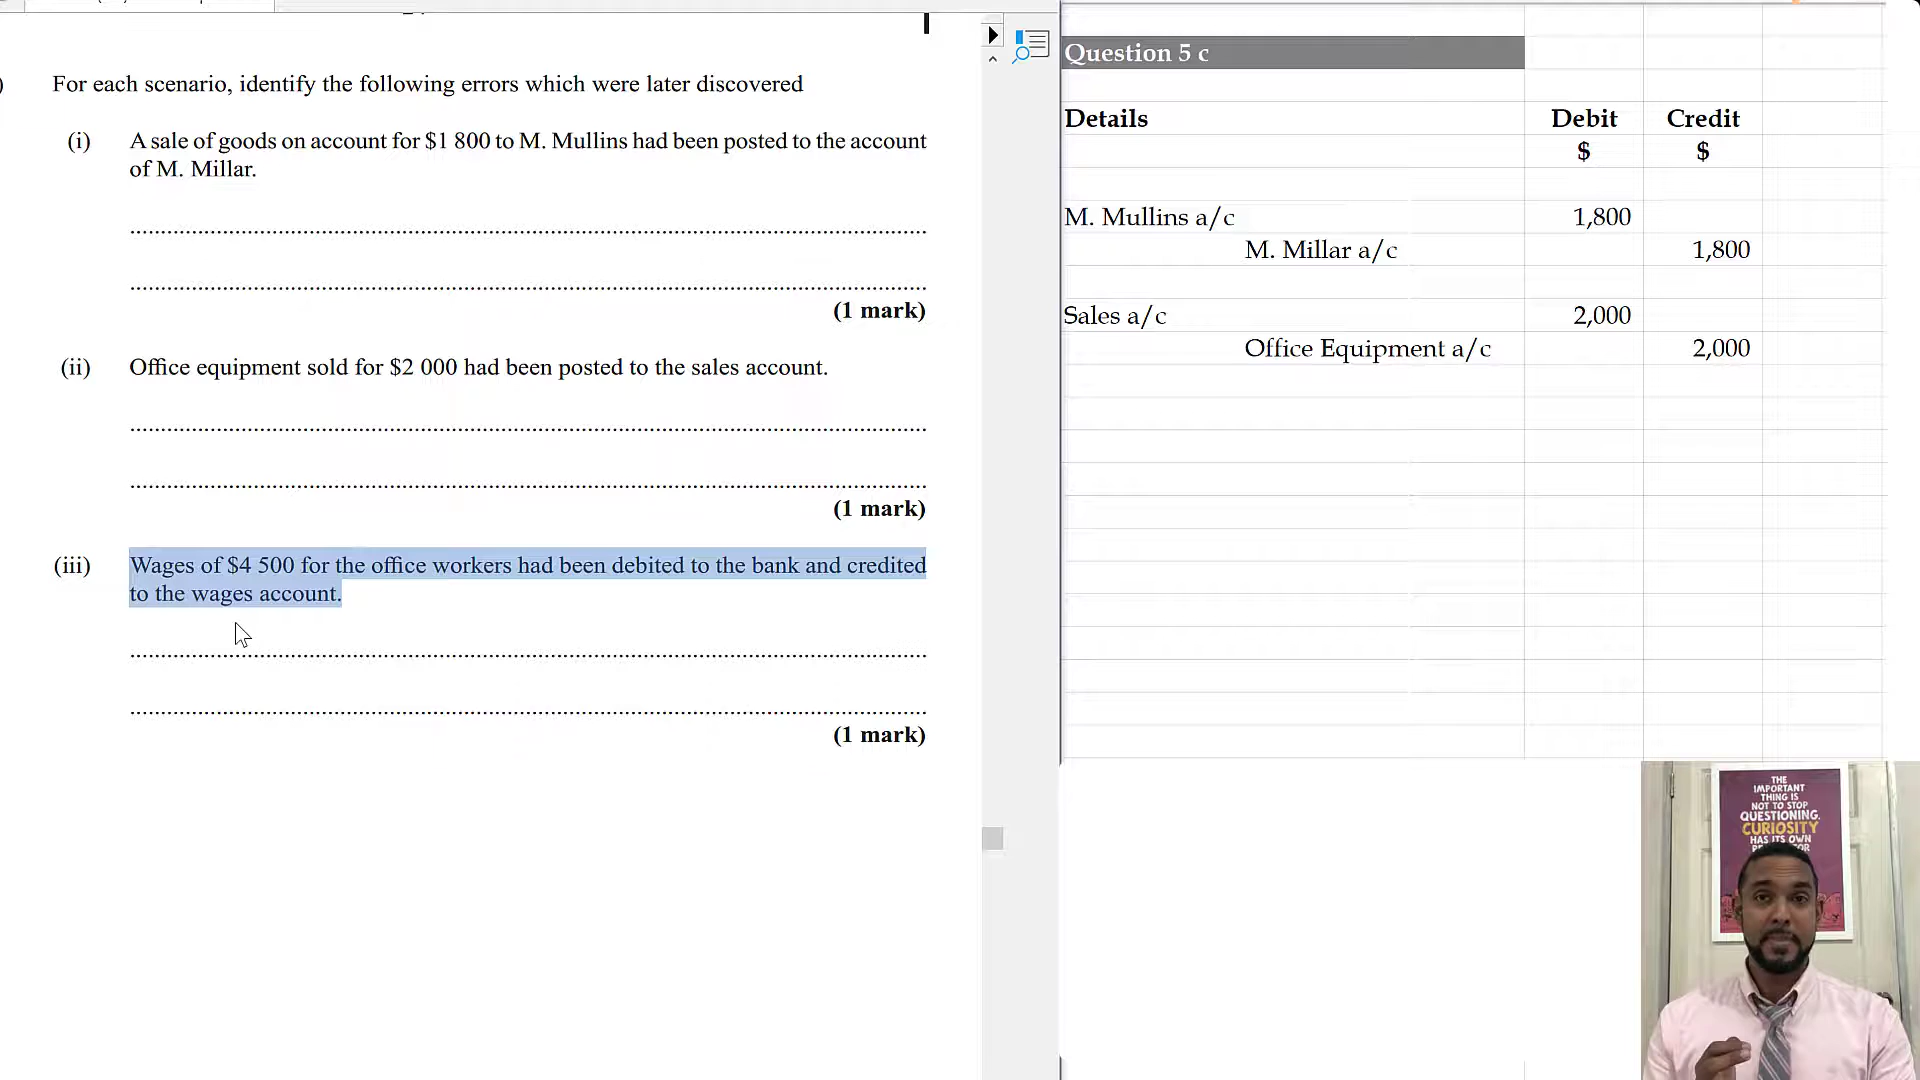 For each scenario, identify the following errors which were later discovered
(i) A sale of goods on account for $1 800 to M. Mullins had been posted to the account
of M. Millar.
(1 mark)
(ii) Office equipment sold for $2 000 had been posted to the sales account.
(1 mark)
(iii) Wages of $4 500 for the office workers had been debited to the bank and credited
to the wages account.
(1 mark)
Question 5 c
Details Debit Credit
$ $
M. Mullins a/c 1,800
M. Millar a/c 1,800
Sales a/c 2,000
Office Equipment a/c 2,000
THE
IMPORTANT
THING IS
NOT TO STOP
QUESTIONING.
CURIOSITY
HAS ITS OWN